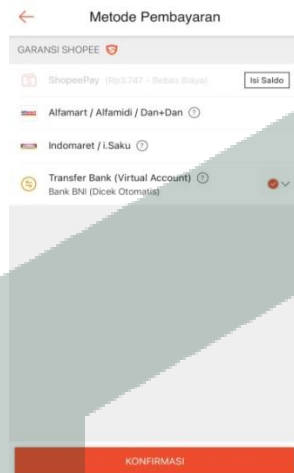 Metode Pembayaran
GARANSI SHOPEE
ShopeePay (Rp3.747 - Bebas Biaya)
Isi Saldo
Alfamart / Alfamidi / Dan+Dan ?
Indomaret / i.Saku ?
Transfer Bank (Virtual Account) ?
Bank BNI (Dicek Otomatis)
KONFIRMASI